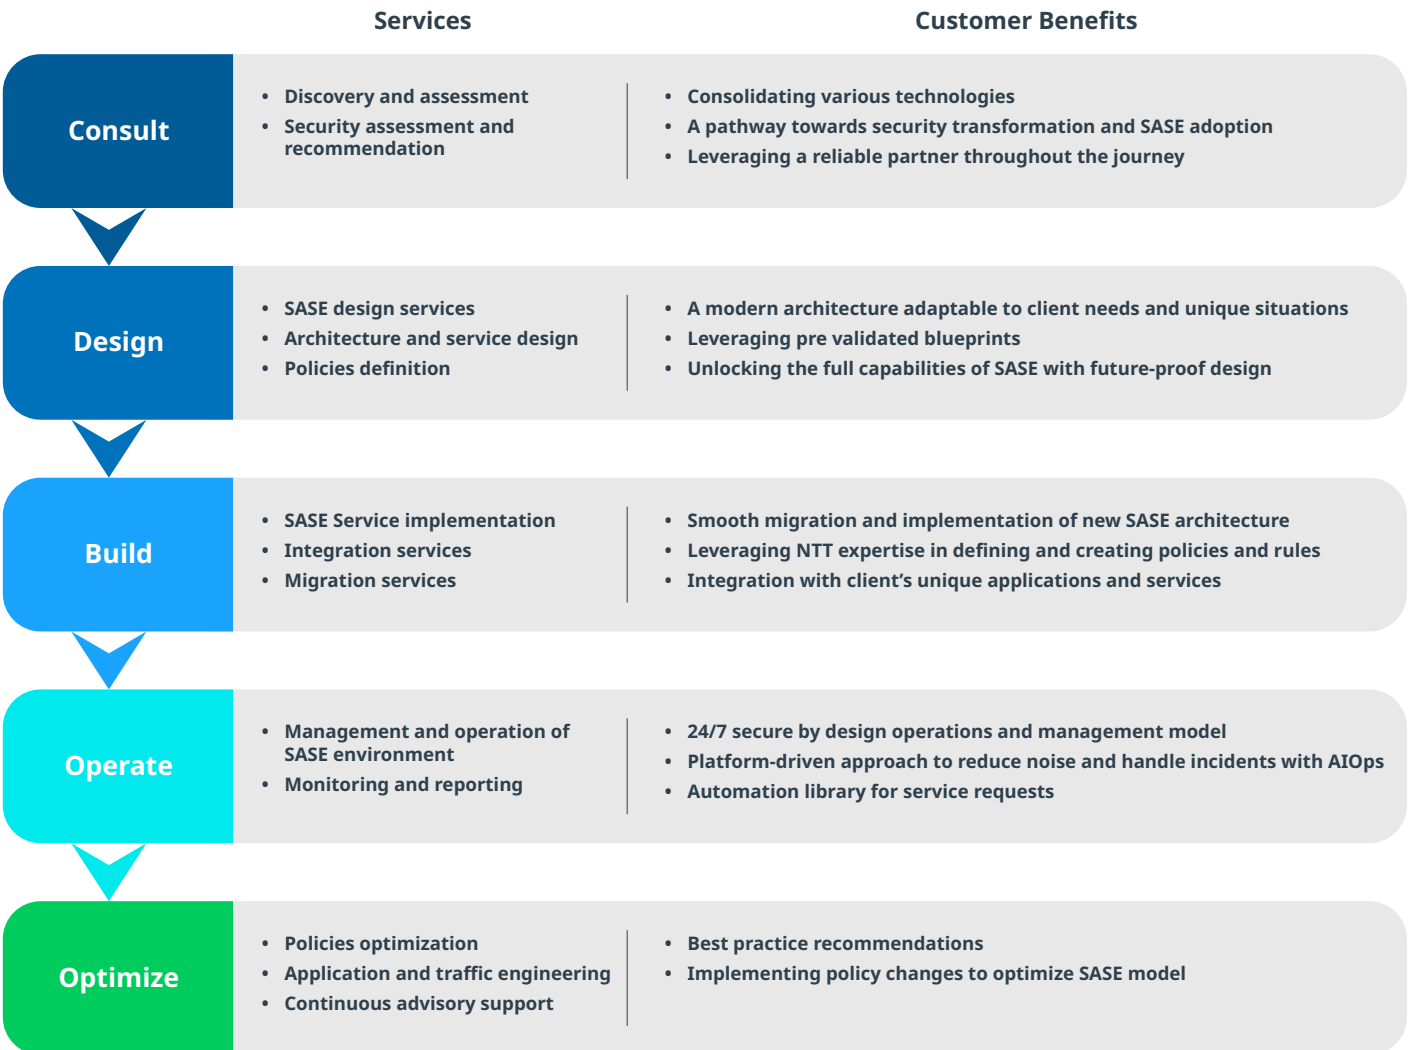 Services
Customer Benefits
Consult
• Discovery and assessment
• Security assessment and
recommendation
• Consolidating various technologies
• A pathway towards security transformation and SASE adoption
• Leveraging a reliable partner throughout the journey
Design
• SASE design services
• Architecture and service design
• Policies definition
• A modern architecture adaptable to client needs and unique situations
• Leveraging pre validated blueprints
• Unlocking the full capabilities of SASE with future-proof design
Build
• SASE Service implementation
• Integration services
• Migration services
• Smooth migration and implementation of new SASE architecture
• Leveraging NTT expertise in defining and creating policies and rules
• Integration with client’s unique applications and services
Operate
• Management and operation of
SASE environment
• Monitoring and reporting
• 24/7 secure by design operations and management model
• Platform-driven approach to reduce noise and handle incidents with AIOps
• Automation library for service requests
Optimize
• Policies optimization
• Application and traffic engineering
• Continuous advisory support
• Best practice recommendations
• Implementing policy changes to optimize SASE model